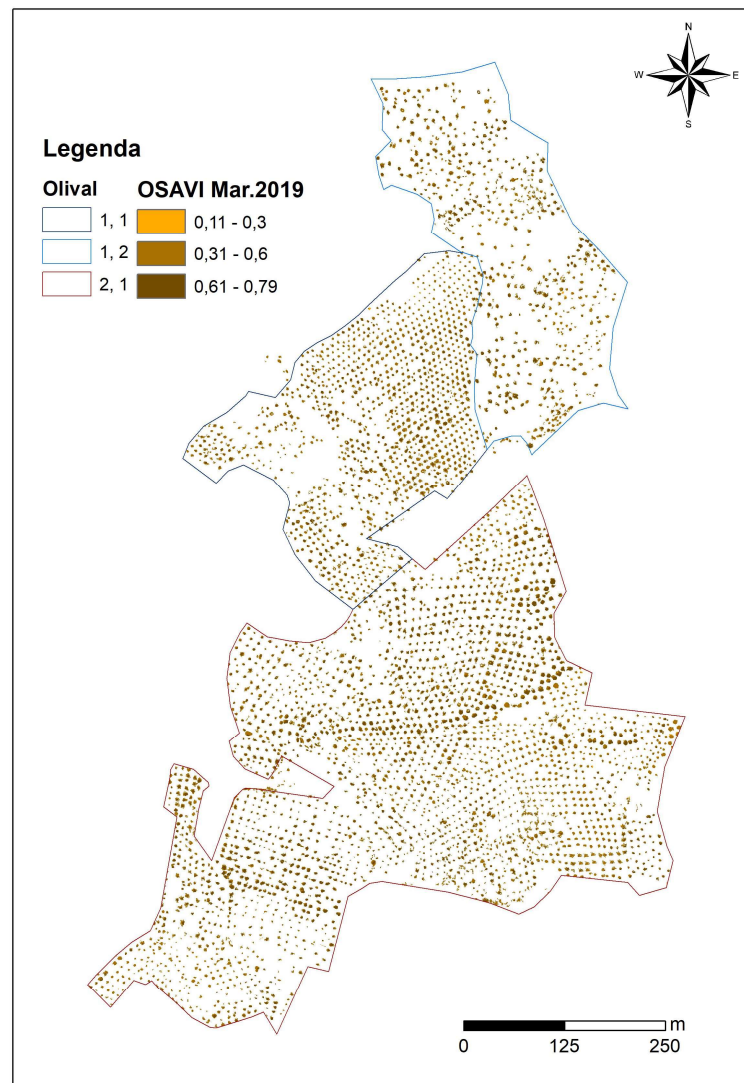 N
W E
S
Legenda
Olival OSAVI Mar.2019
1, 1 0,11 - 0,3
1, 2 0,31 - 0,6
2, 1 0,61 - 0,79
m
0 125 250